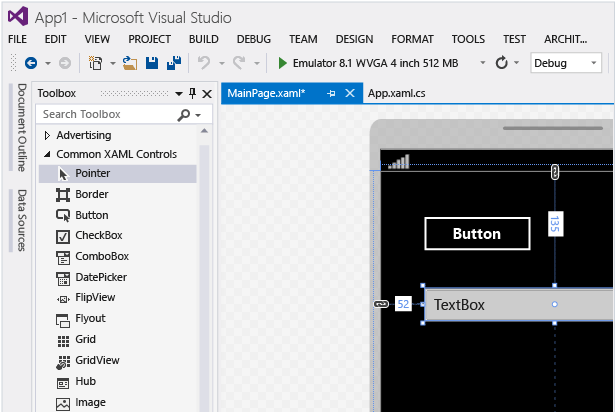 App1 - Microsoft Visual Studio
FILE EDIT VIEW PROJECT BUILD DEBUG TEAM DESIGN FORMAT TOOLS TEST ARCHIT...
Emulator 8.1 WVGA 4 inch 512 MB Debug
Document Outline
Data Sources
Toolbox
Search Toolbox
Advertising
Common XAML Controls
Pointer
Border
Button
CheckBox
ComboBox
DatePicker
FlipView
Flyout
Grid
GridView
Hub
Image
MainPage.xaml* App.xaml.cs
Button
135
52
TextBox